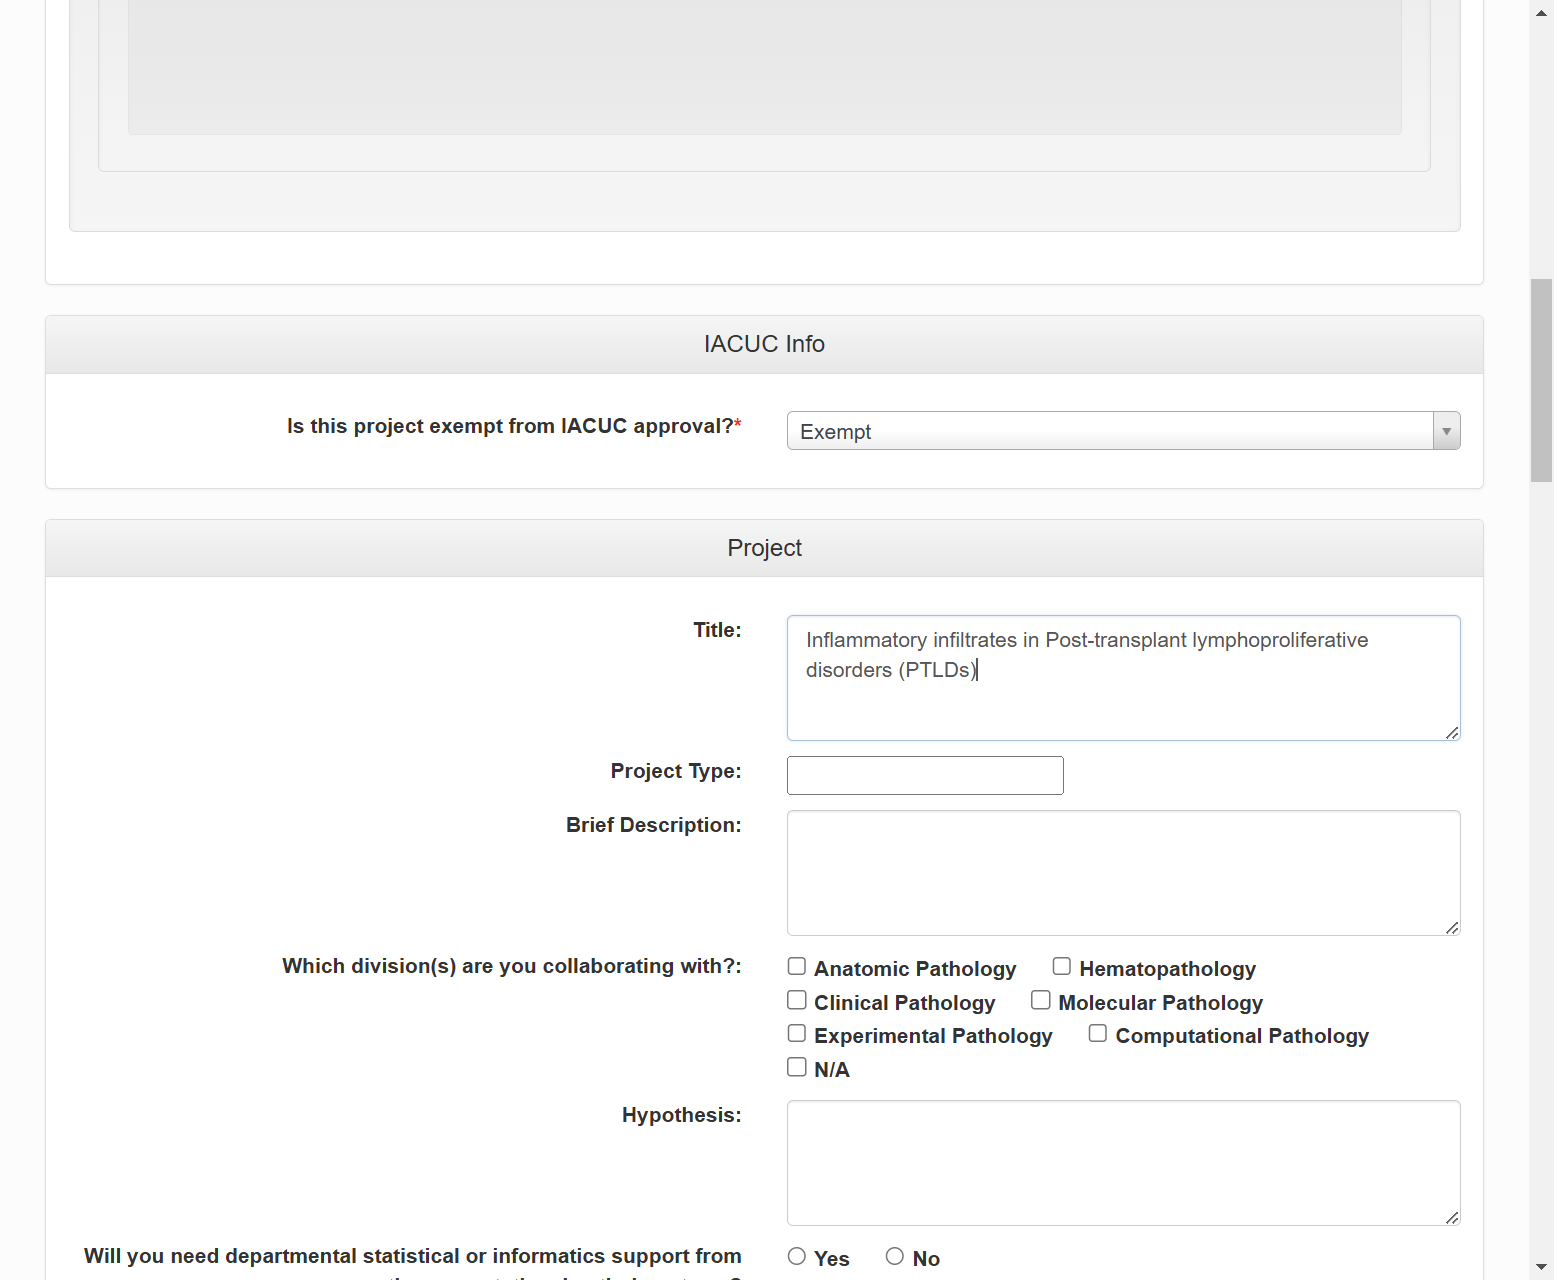 IACUC Info
Is this project exempt from IACUC approval?*
Exempt
Project
Title:
Inflammatory infiltrates in Post-transplant lymphoproliferative
disorders (PTLDs)
Project Type:
Brief Description:
Which division(s) are you collaborating with?:
Anatomic Pathology Hematopathology
Clinical Pathology Molecular Pathology
Experimental Pathology Computational Pathology
N/A
Hypothesis:
Will you need departmental statistical or informatics support from
Yes No